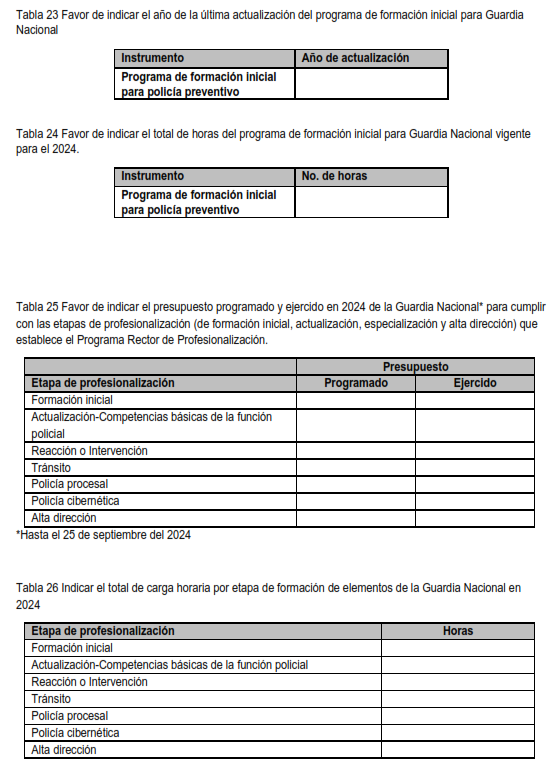 Tabla 23 Favor de indicar el año de la última actualización del programa de formación inicial para Guardia
Nacional
Instrumento Año de actualización
Programa de formación inicial
para policía preventivo
Tabla 24 Favor de indicar el total de horas del programa de formación inicial para Guardia Nacional vigente
para el 2024.
Instrumento No. de horas
Programa de formación inicial
para policía preventivo
Tabla 25 Favor de indicar el presupuesto programado y ejercido en 2024 de la Guardia Nacional* para cumplir
con las etapas de profesionalización (de formación inicial, actualización, especialización y alta dirección) que
establece el Programa Rector de Profesionalización.
Presupuesto
Etapa de profesionalización Programado Ejercido
Formación inicial
Actualización-Competencias básicas de la función
policial
Reacción o Intervención
Tránsito
Policía procesal
Policía cibernética
Alta dirección
*Hasta el 25 de septiembre del 2024
Tabla 26 Indicar el total de carga horaria por etapa de formación de elementos de la Guardia Nacional en
2024
Etapa de profesionalización Horas
Formación inicial
Actualización-Competencias básicas de la función policial
Reacción o Intervención
Tránsito
Policía procesal
Policía cibernética
Alta dirección